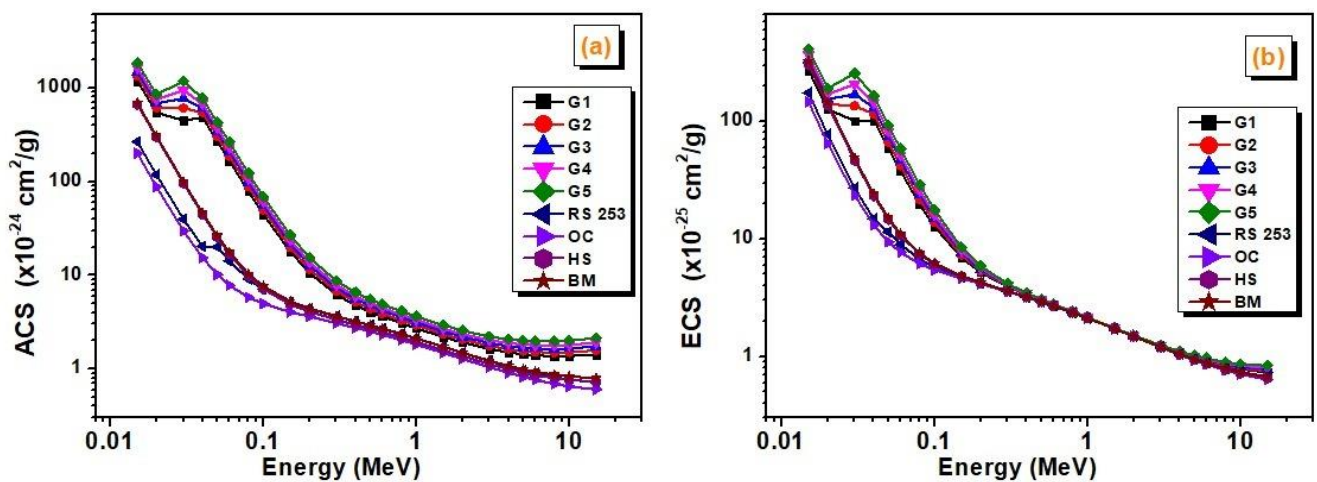 (a)
1000
100
10
1
ACS (x10⁻²⁴ cm²/g)
G1
G2
G3
G4
G5
RS 253
OC
HS
BM
0.01
0.1
1
10
Energy (MeV)
(b)
100
10
1
ECS (x10⁻²⁵ cm²/g)
G1
G2
G3
G4
G5
RS 253
OC
HS
BM
0.01
0.1
1
10
Energy (MeV)